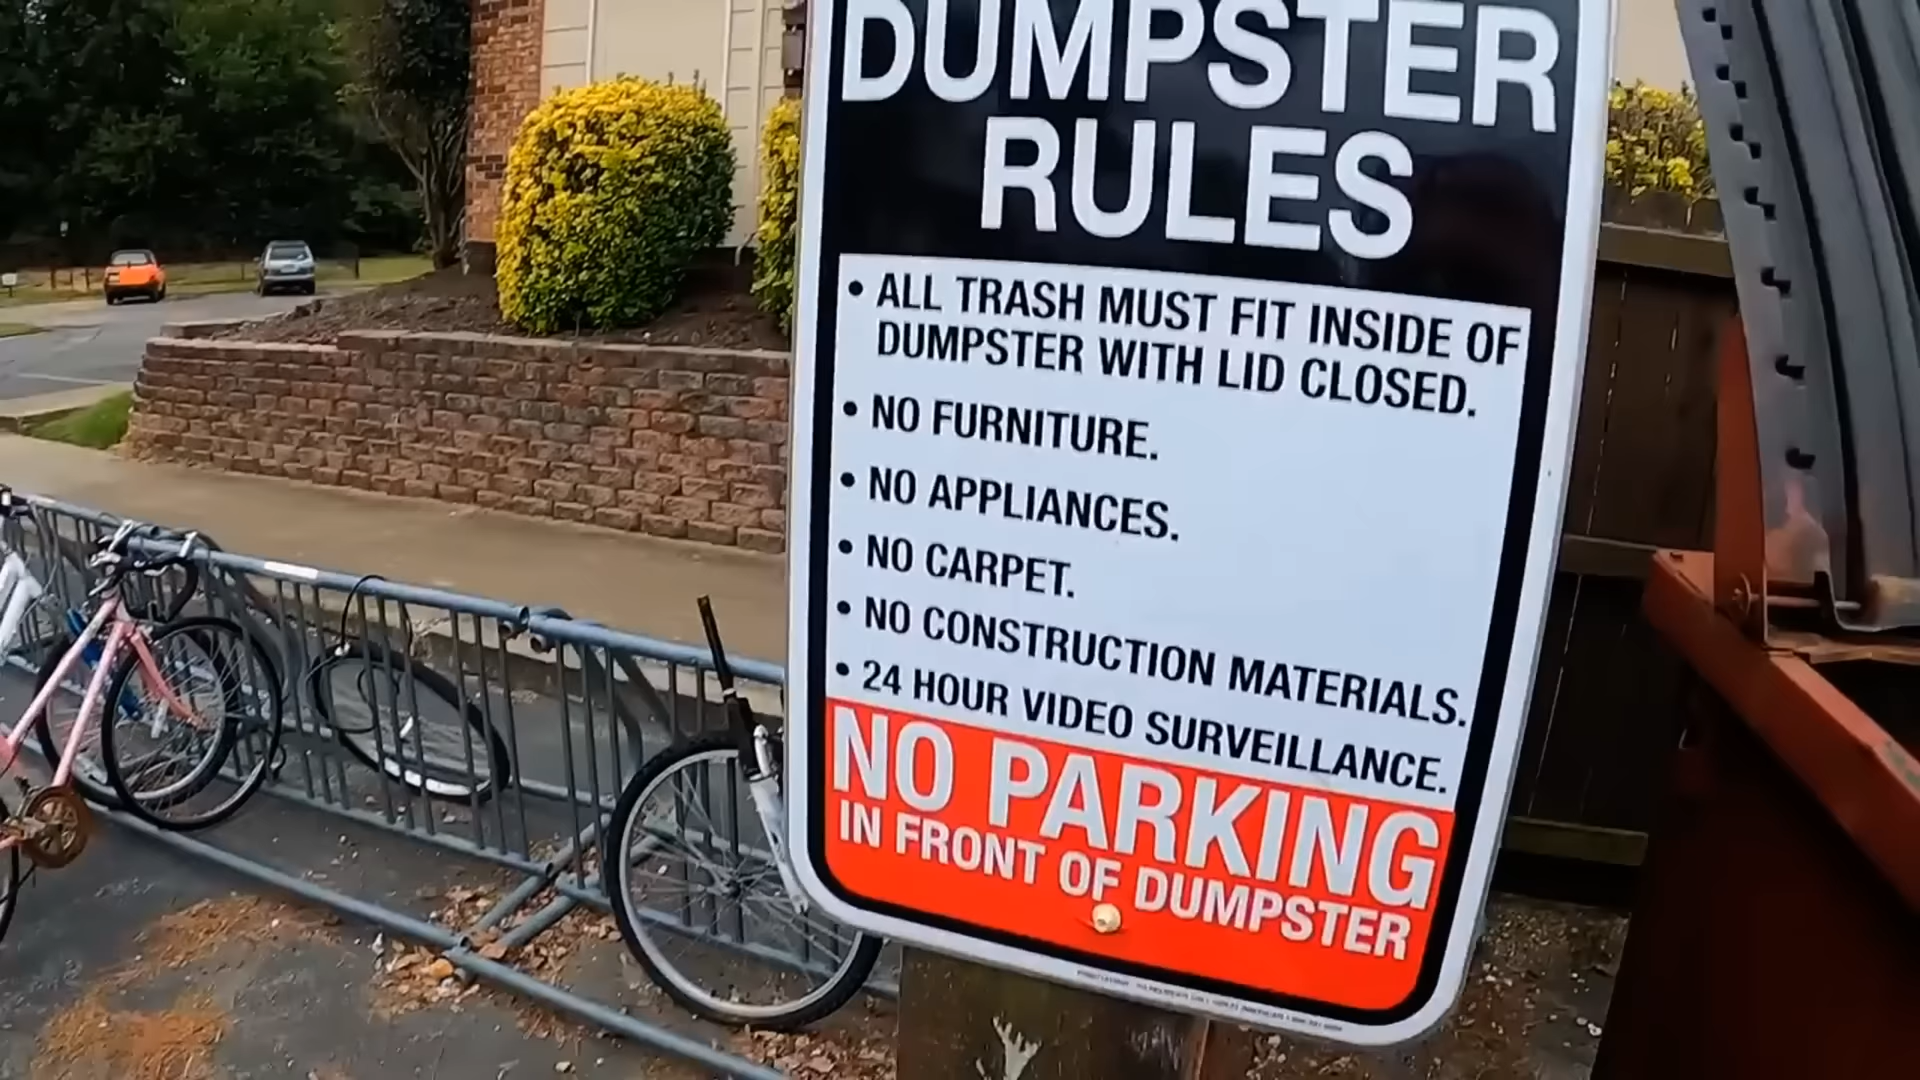 DUMPSTER
RULES
• ALL TRASH MUST FIT INSIDE OF
DUMPSTER WITH LID CLOSED.
• NO FURNITURE.
• NO APPLIANCES.
• NO CARPET.
• NO CONSTRUCTION MATERIALS.
• 24 HOUR VIDEO SURVEILLANCE.
NO PARKING
IN FRONT OF DUMPSTER